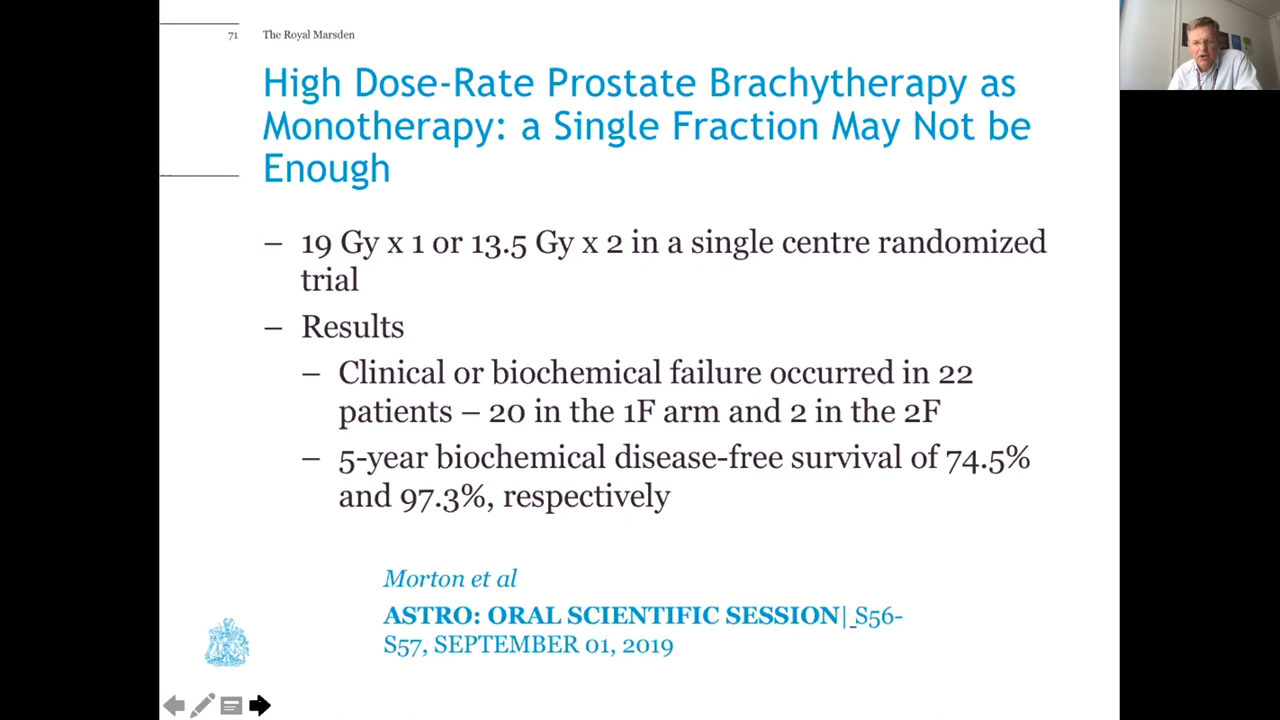 71 The Royal Marsden
High Dose-Rate Prostate Brachytherapy as
Monotherapy: a Single Fraction May Not be
Enough
– 19 Gy x 1 or 13.5 Gy x 2 in a single centre randomized
trial
– Results
– Clinical or biochemical failure occurred in 22
patients – 20 in the 1F arm and 2 in the 2F
– 5-year biochemical disease-free survival of 74.5%
and 97.3%, respectively
Morton et al
ASTRO: ORAL SCIENTIFIC SESSION| S56-
S57, SEPTEMBER 01, 2019